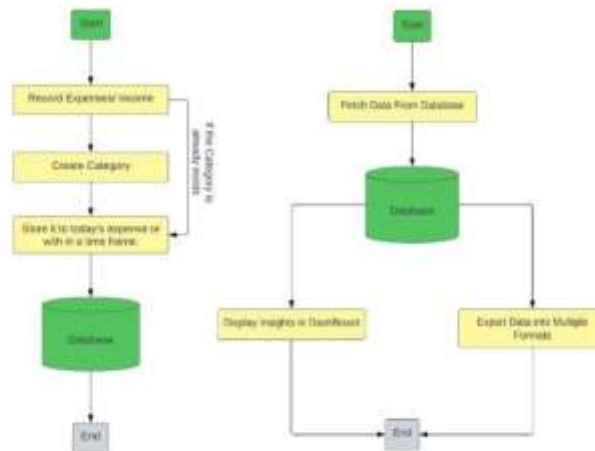 Start
Record Expenses/ Income
If the Category is
already exists
Create Category
Store it to today's expense or
with in a time frame.
Database
End
Start
Fetch Data From Database
Database
Display Insights in DashBoard
Export Data into Multiple
Formats
End